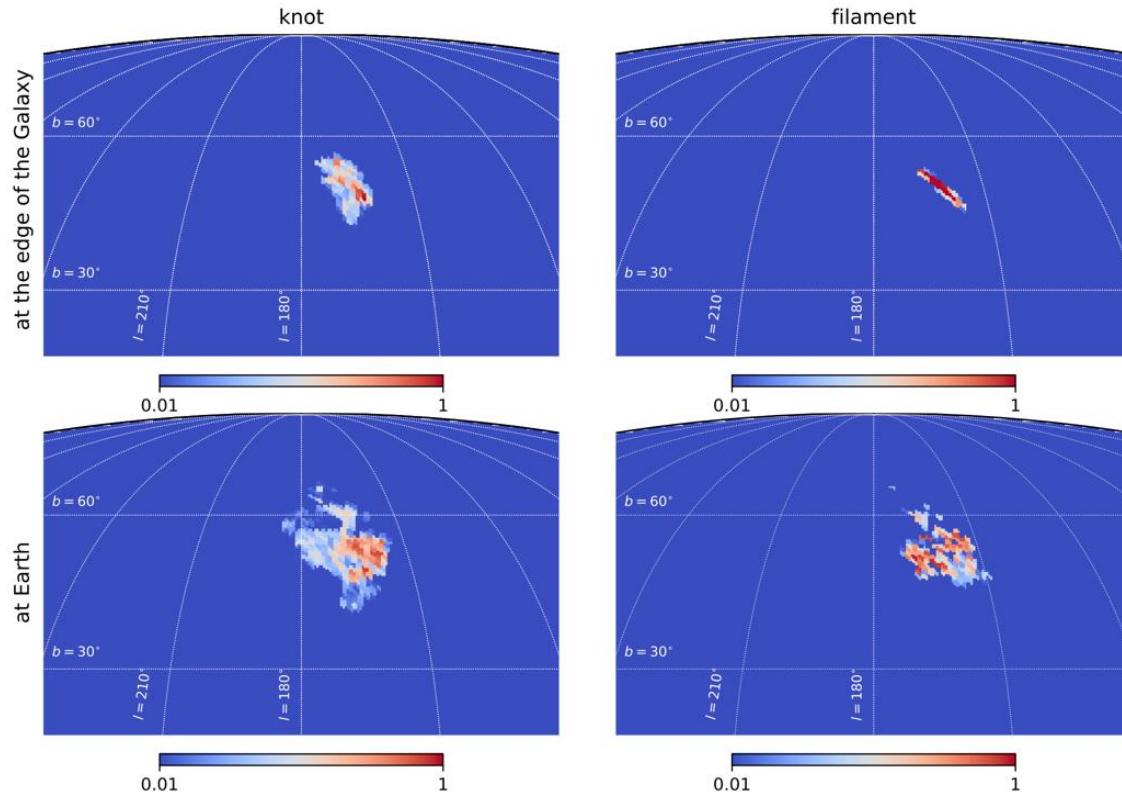 knot
filament
at the edge of the Galaxy
b = 60°
b = 30°
l = 210°
l = 180°
b = 60°
b = 30°
l = 210°
l = 180°
0.01
1
0.01
1
at Earth
b = 60°
b = 30°
l = 210°
l = 180°
b = 60°
b = 30°
l = 210°
l = 180°
0.01
1
0.01
1